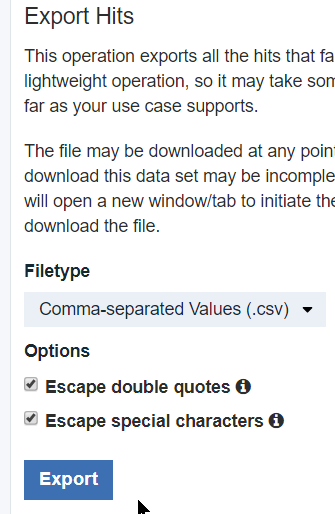 Export Hits
This operation exports all the hits that fa
lightweight operation, so it may take som
far as your use case supports.
The file may be downloaded at any poin
download this data set may be incomple
will open a new window/tab to initiate the
download the file.
Filetype
Comma-separated Values (.csv)
Options
Escape double quotes
Escape special characters
Export